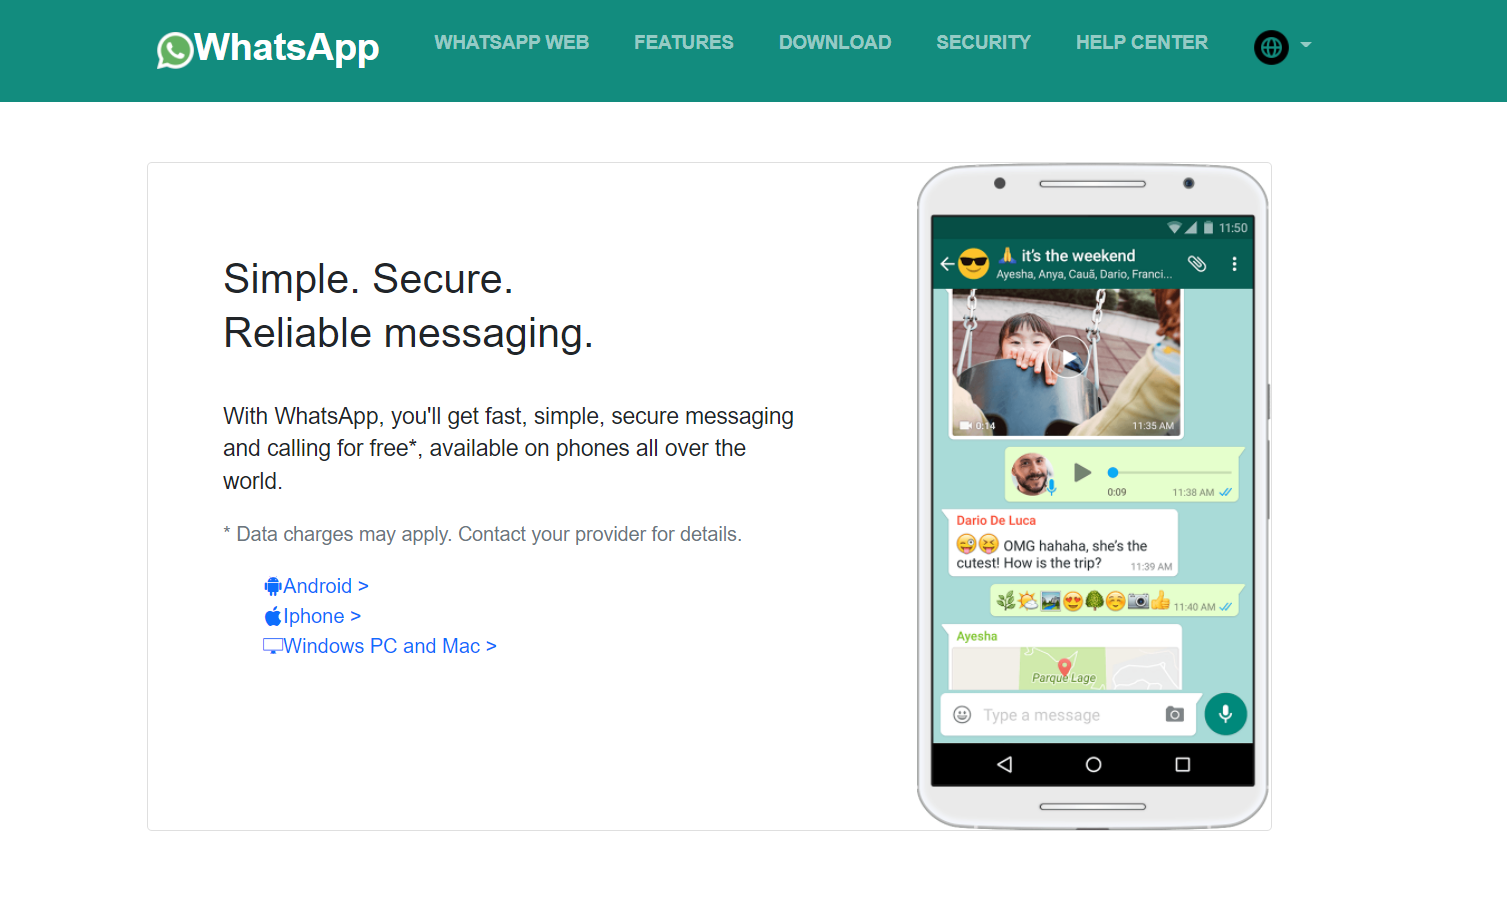 WhatsApp
WHATSAPP WEB
FEATURES
DOWNLOAD
SECURITY
HELP CENTER
Simple. Secure.
Reliable messaging.
With WhatsApp, you'll get fast, simple, secure messaging
and calling for free*, available on phones all over the
world.
* Data charges may apply. Contact your provider for details.
Android >
Iphone >
Windows PC and Mac >
11:50
🙏 it's the weekend
Ayesha, Anya, Cauã, Dario, Franci...
0:14
11:35 AM
0:09
11:38 AM
Dario De Luca
😜😝 OMG hahaha, she's the
cutest! How is the trip?
11:39 AM
🌿🌤🏞😍🌳☺️📷👍 11:40 AM
Ayesha
Parque Lage
Type a message